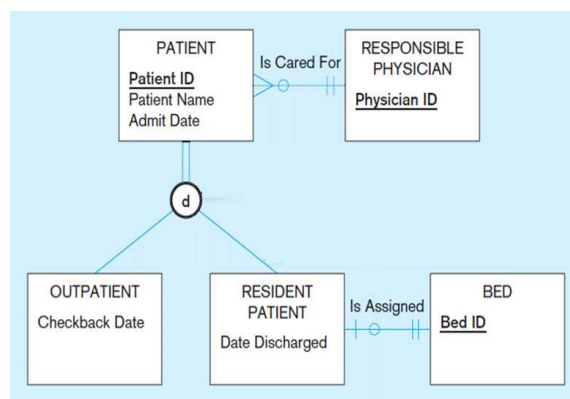 PATIENT
Patient ID
Patient Name
Admit Date
Is Cared For
RESPONSIBLE
PHYSICIAN
Physician ID
d
OUTPATIENT
Checkback Date
RESIDENT
PATIENT
Date Discharged
Is Assigned
BED
Bed ID